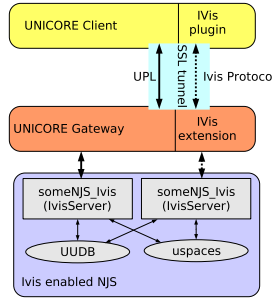 UNICORE Client
IVis
plugin
UPL
SSL tunnel
Ivis Protoco
UNICORE Gateway
IVis
extension
someNJS_Ivis
(IvisServer)
someNJS_Ivis
(IvisServer)
UUDB
uspaces
Ivis enabled NJS